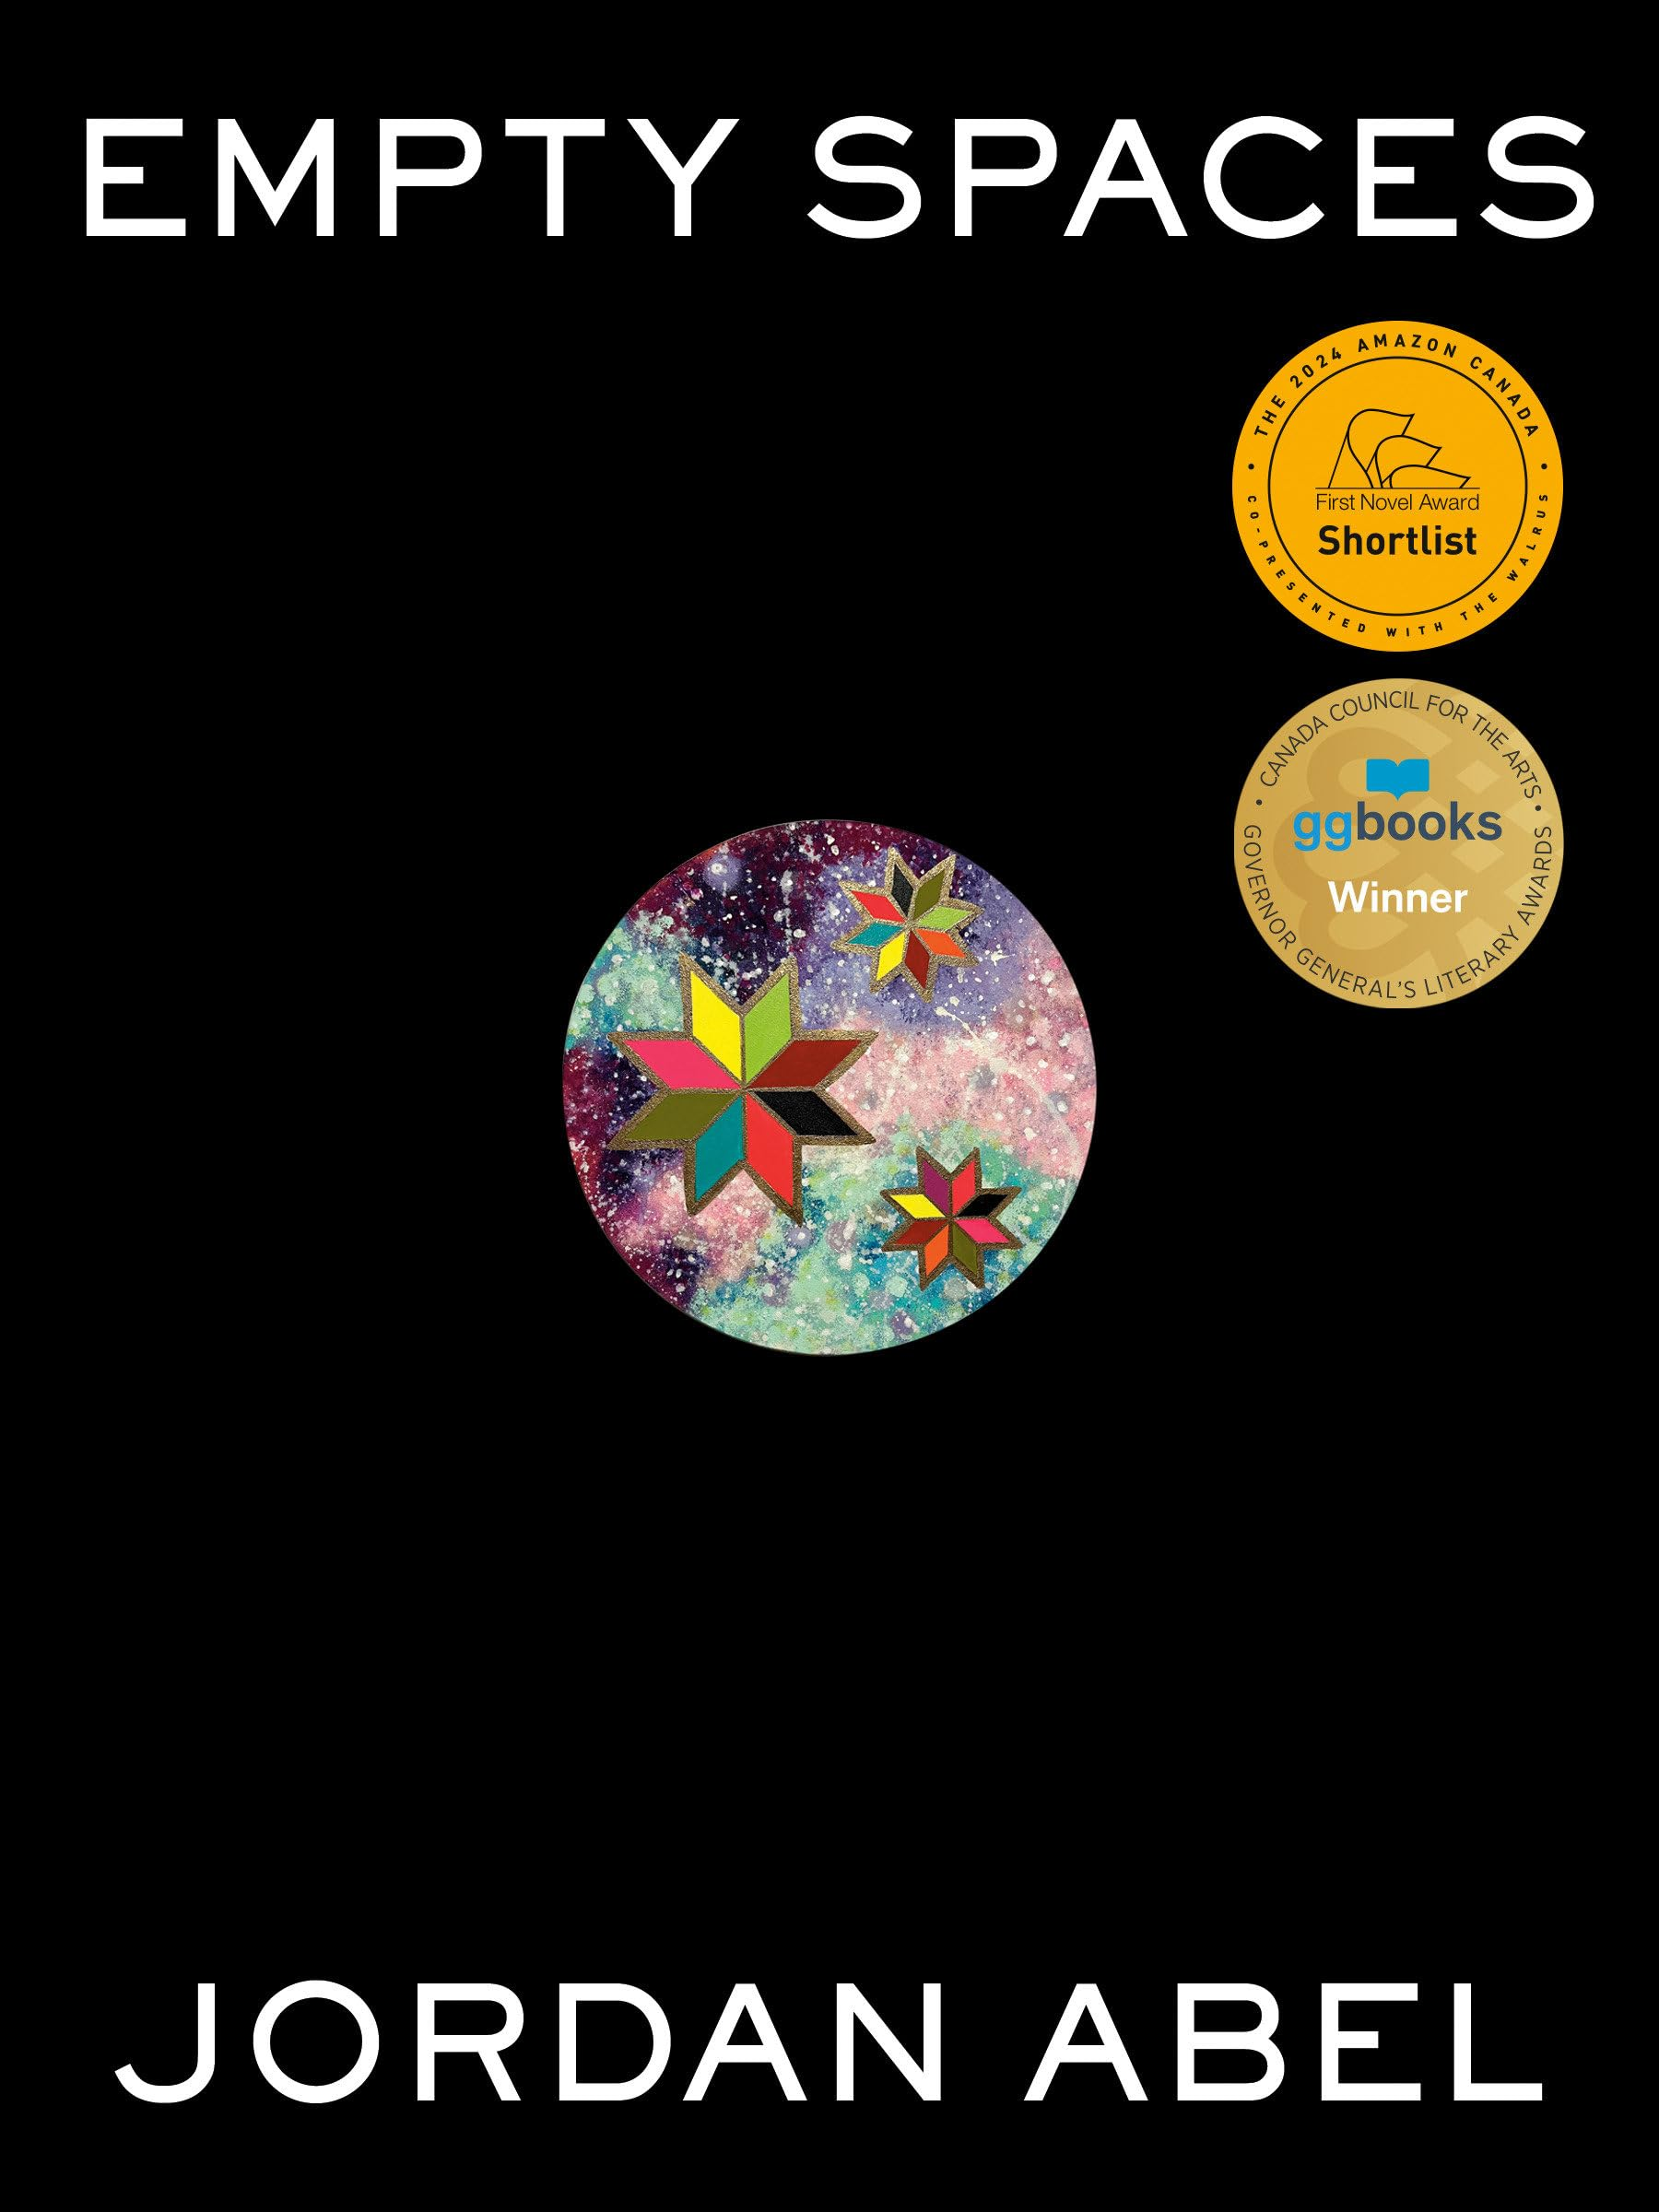 EMPTY SPACES
THE 2024 AMAZON CANADA
First Novel Award
Shortlist
CO-PRESENTED WITH THE WALRUS
CANADA COUNCIL FOR THE ARTS
ggbooks
Winner
GOVERNOR GENERAL'S LITERARY AWARDS
JORDAN ABEL